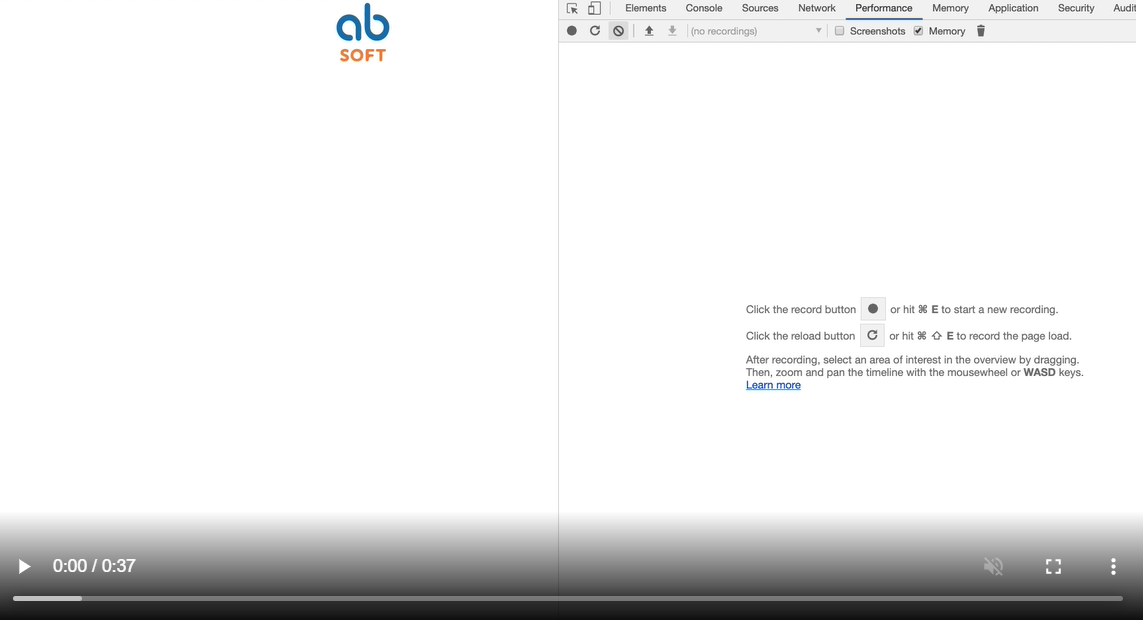 ab
SOFT
Elements Console Sources Network Performance Memory Application Security Audit
(no recordings) Screenshots Memory
Click the record button or hit ⌘ E to start a new recording.
Click the reload button or hit ⌘ ⇧ E to record the page load.
After recording, select an area of interest in the overview by dragging.
Then, zoom and pan the timeline with the mousewheel or WASD keys.
Learn more
0:00 / 0:37